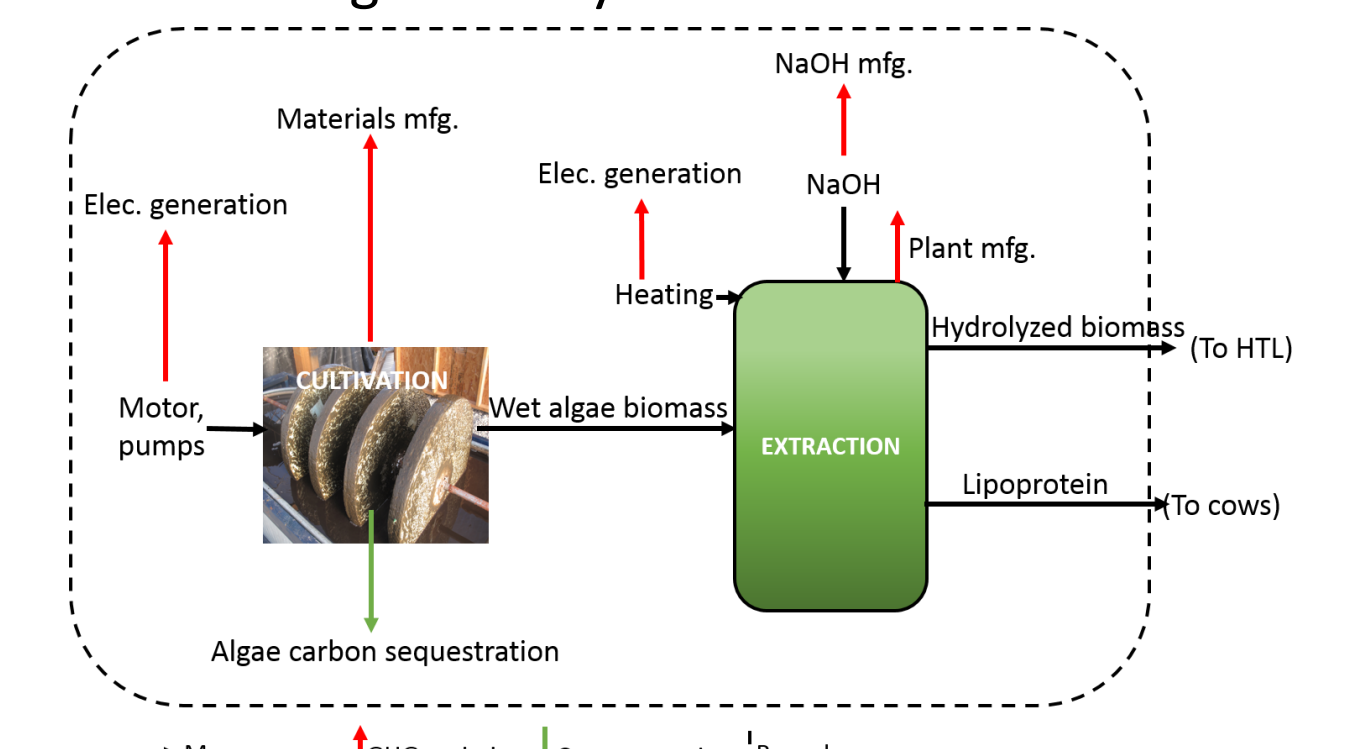 NaOH mfg.
Materials mfg.
Elec. generation
NaOH
Elec. generation
Plant mfg.
Heating
Hydrolyzed biomass
(To HTL)
CULTIVATION
Motor,
pumps
Wet algae biomass
EXTRACTION
Lipoprotein
(To cows)
Algae carbon sequestration